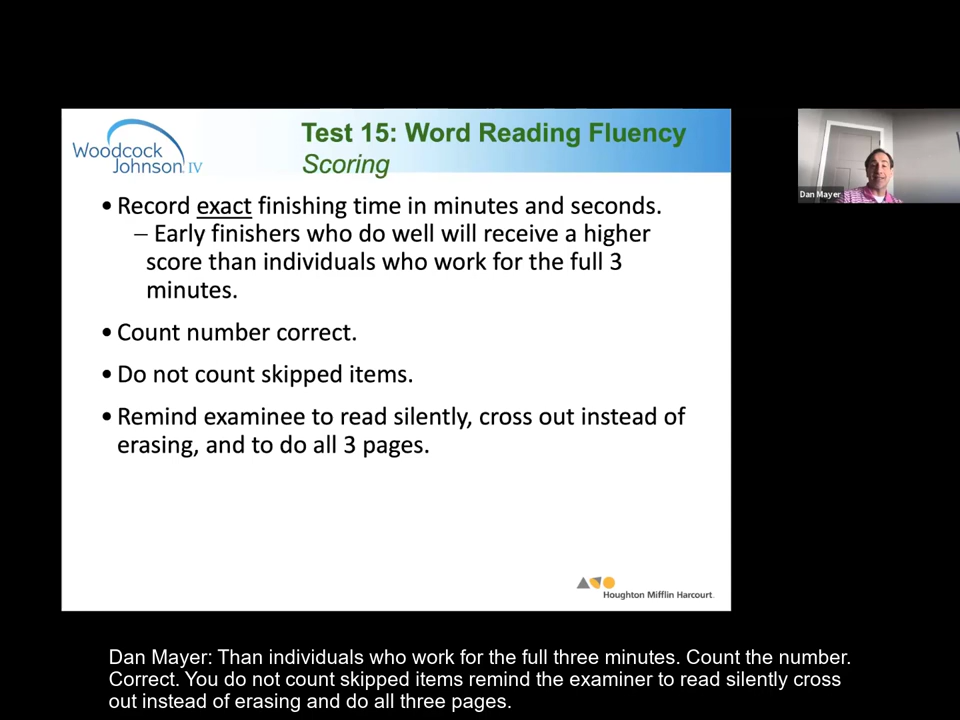 Woodcock
Johnson IV
Test 15: Word Reading Fluency
Scoring
• Record exact finishing time in minutes and seconds.
– Early finishers who do well will receive a higher
score than individuals who work for the full 3
minutes.
• Count number correct.
• Do not count skipped items.
• Remind examinee to read silently, cross out instead of
erasing, and to do all 3 pages.
Houghton Mifflin Harcourt.
Dan Mayer
Dan Mayer: Than individuals who work for the full three minutes. Count the number.
Correct. You do not count skipped items remind the examiner to read silently cross
out instead of erasing and do all three pages.